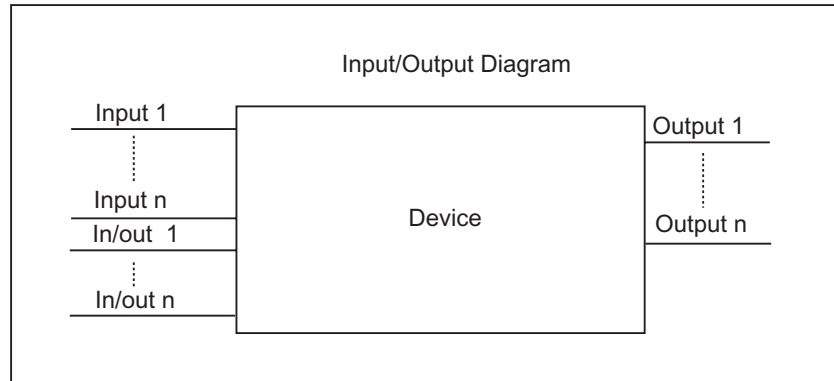 Input/Output Diagram
Input 1
Input n
In/out 1
In/out n
Device
Output 1
Output n